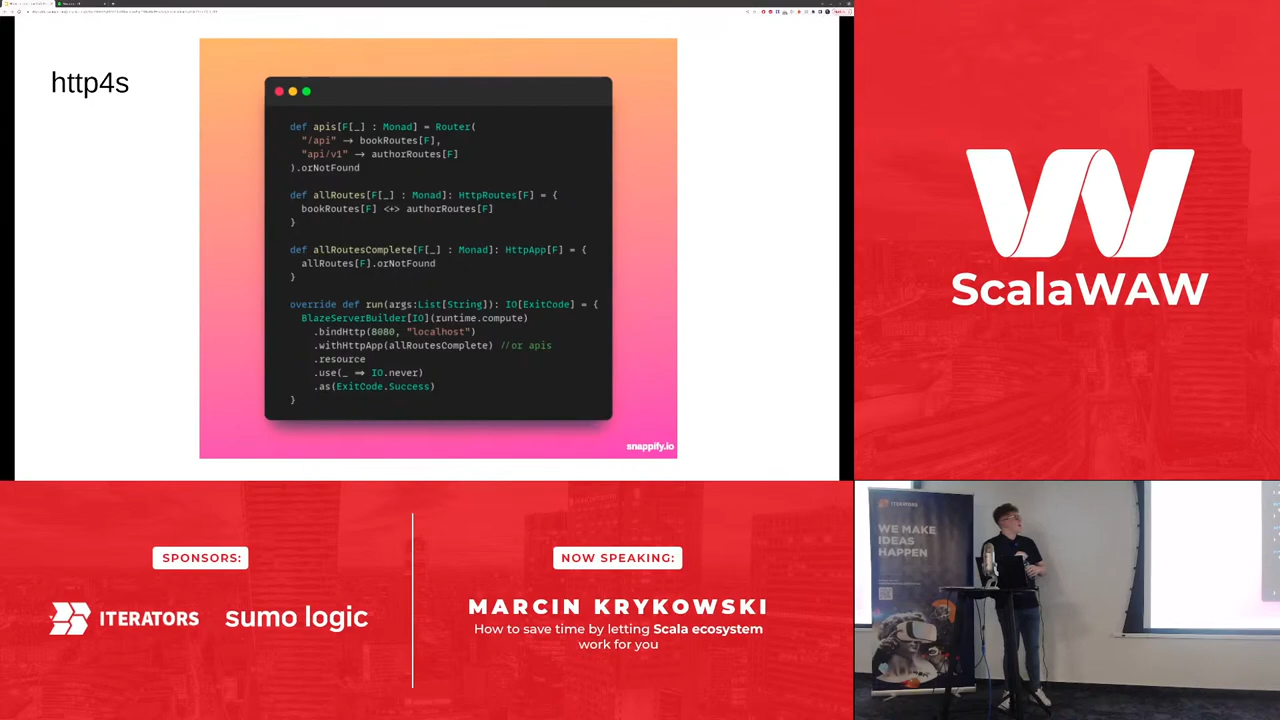 http4s
def apis[F[_] : Monad] = Router(
"/api" → bookRoutes[F],
"api/v1" → authorRoutes[F]
).orNotFound
def allRoutes[F[_] : Monad]: HttpRoutes[F] = {
bookRoutes[F] <+> authorRoutes[F]
}
def allRoutesComplete[F[_] : Monad]: HttpApp[F] = {
allRoutes[F].orNotFound
}
override def run(args:List[String]): IO[ExitCode] = {
BlazeServerBuilder[IO](runtime.compute)
.bindHttp(8080, "localhost")
.withHttpApp(allRoutesComplete) //or apis
.resource
.use(_ ⇒ IO.never)
.as(ExitCode.Success)
}
snappify.io
ScalaWAW
SPONSORS:
ITERATORS
sumo logic
NOW SPEAKING:
MARCIN KRYKOWSKI
How to save time by letting Scala ecosystem
work for you
ITERATORS
WE MAKE
IDEAS
HAPPEN